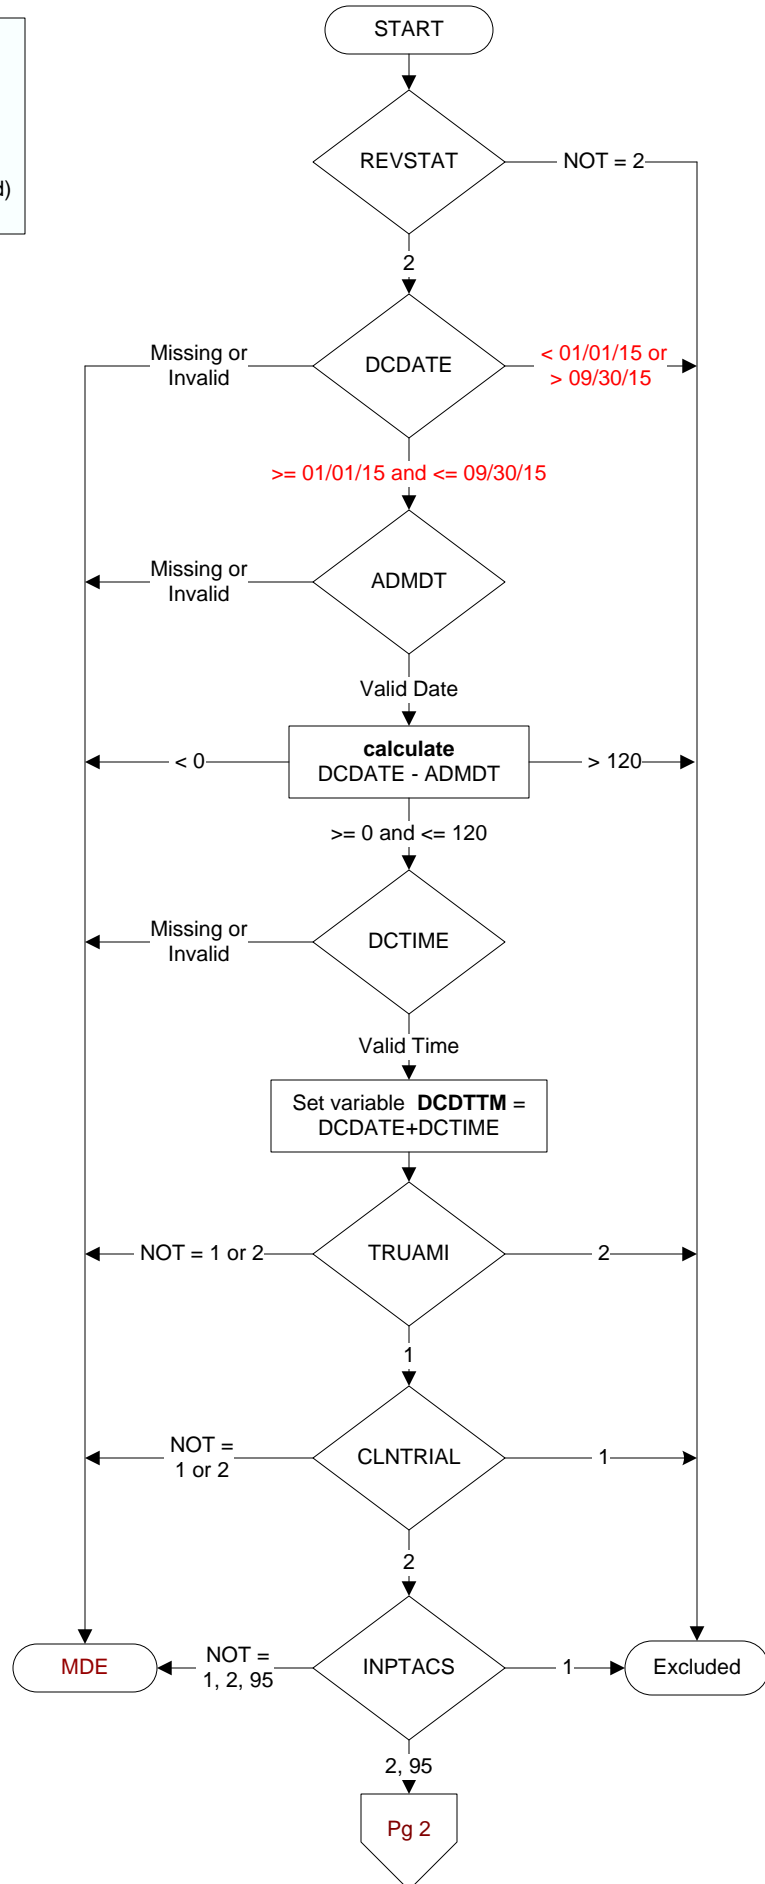 START
REVSTAT
NOT = 2
d)
2
Missing or
Invalid
DCDATE
< 01/01/15 or
> 09/30/15
>= 01/01/15 and <= 09/30/15
Missing or
Invalid
ADMDT
Valid Date
< 0
calculate
DCDATE - ADMDT
> 120
>= 0 and <= 120
Missing or
Invalid
DCTIME
Valid Time
Set variable DCDTTM =
DCDATE+DCTIME
NOT = 1 or 2
TRUAMI
2
1
NOT =
1 or 2
CLNTRIAL
1
2
MDE
NOT =
1, 2, 95
INPTACS
1
Excluded
2, 95
Pg 2